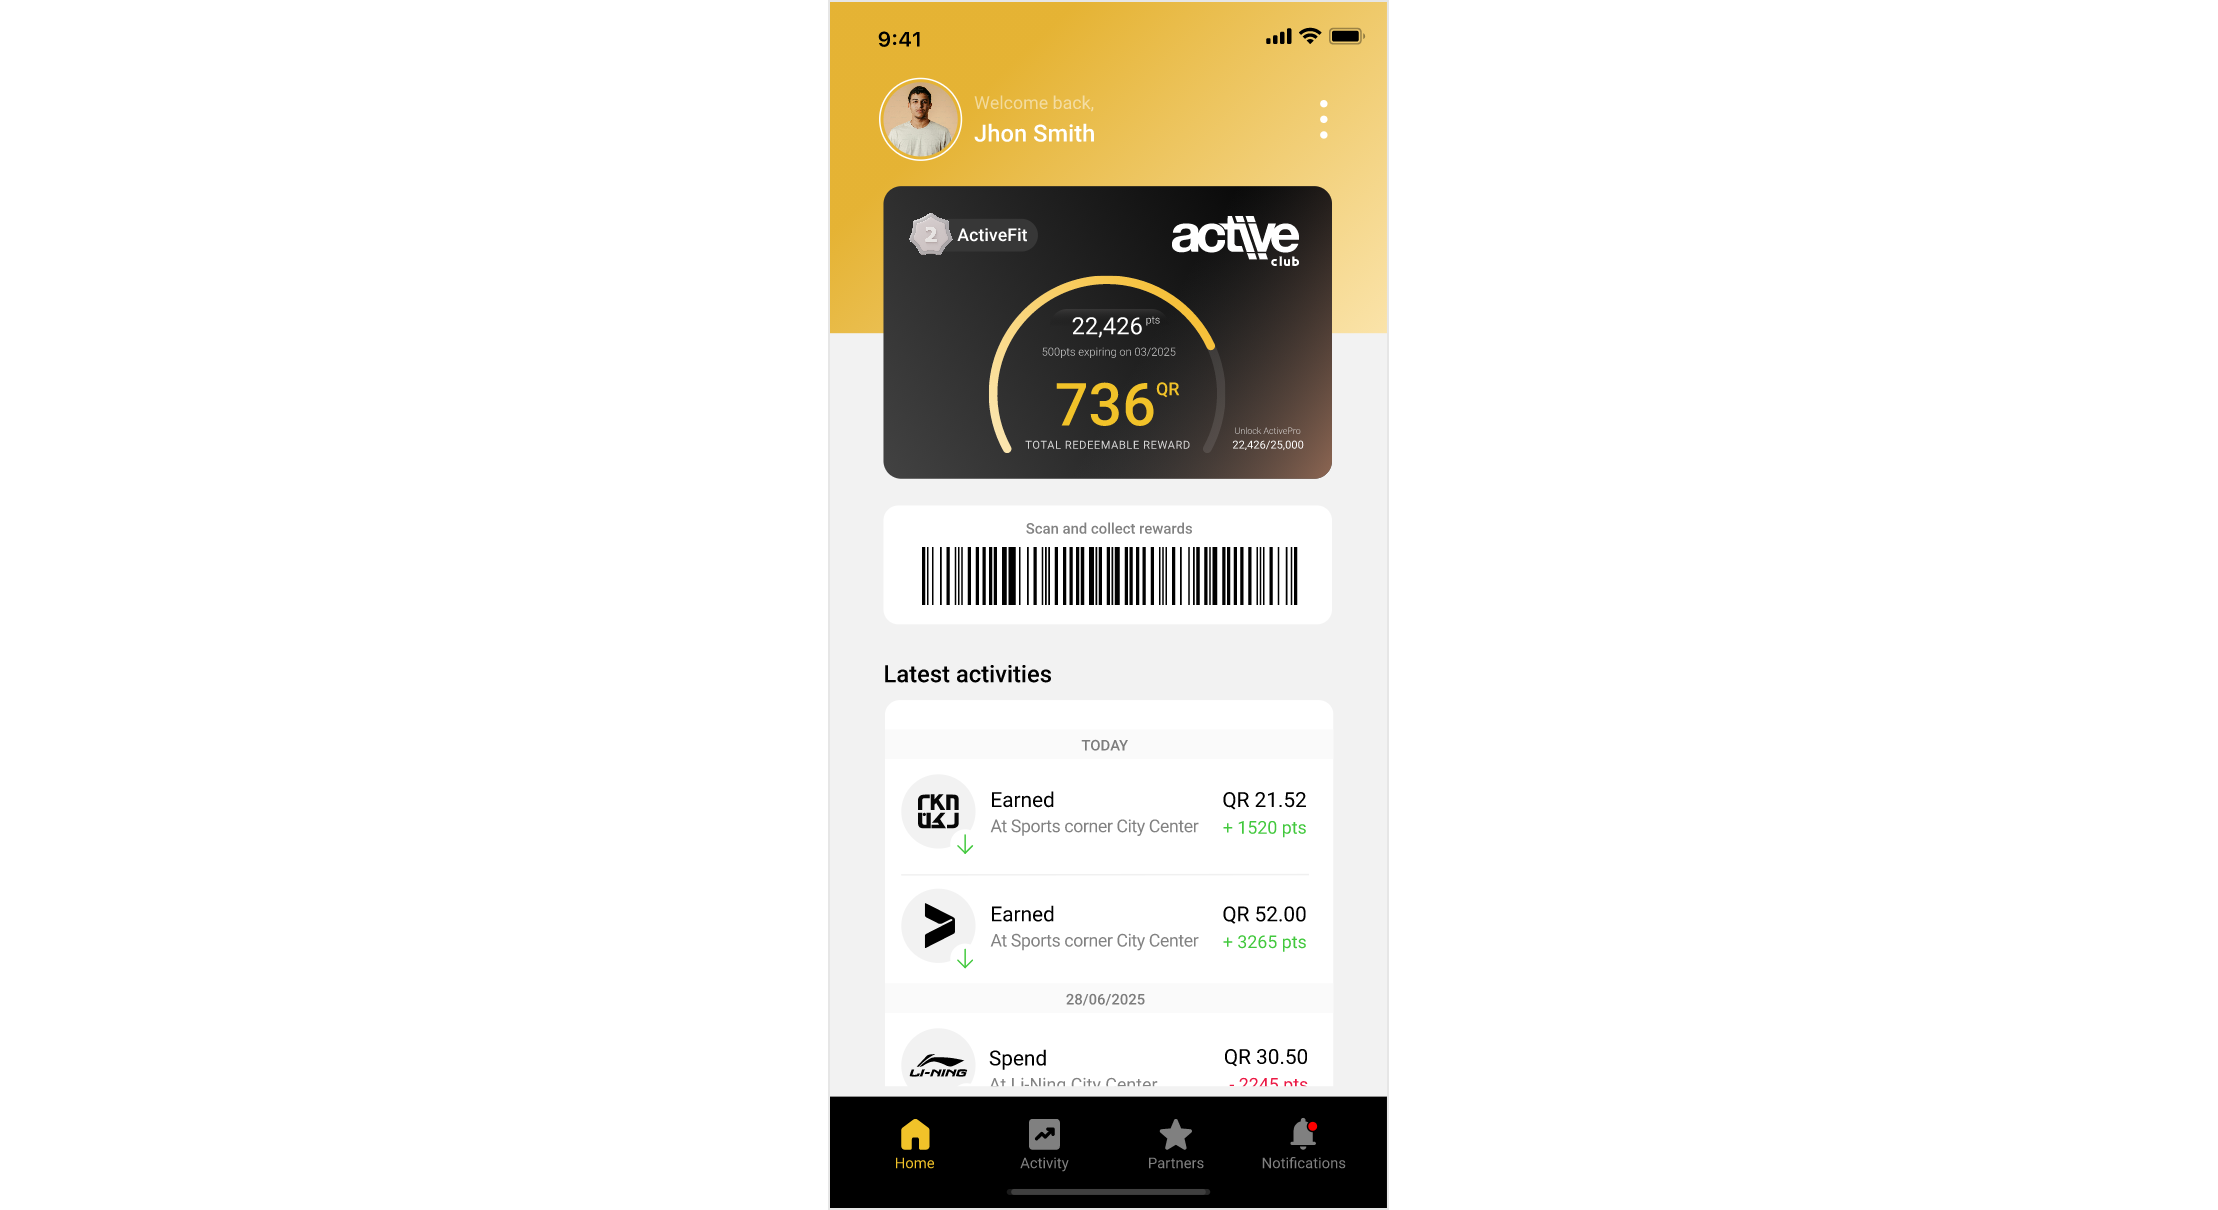 9:41
Welcome back,
Jhon Smith
2 ActiveFit
active
club
22,426 pts
500pts expiring on 03/2025
736 QR
TOTAL REDEEMABLE REWARD
Unlock ActivePro
22,426/25,000
Scan and collect rewards
Latest activities
TODAY
Earned QR 21.52
At Sports corner City Center + 1520 pts
Earned QR 52.00
At Sports corner City Center + 3265 pts
28/06/2025
LI-NING
Spend QR 30.50
At Li-Ning City Center - 2245 pts
Home Activity Partners Notifications